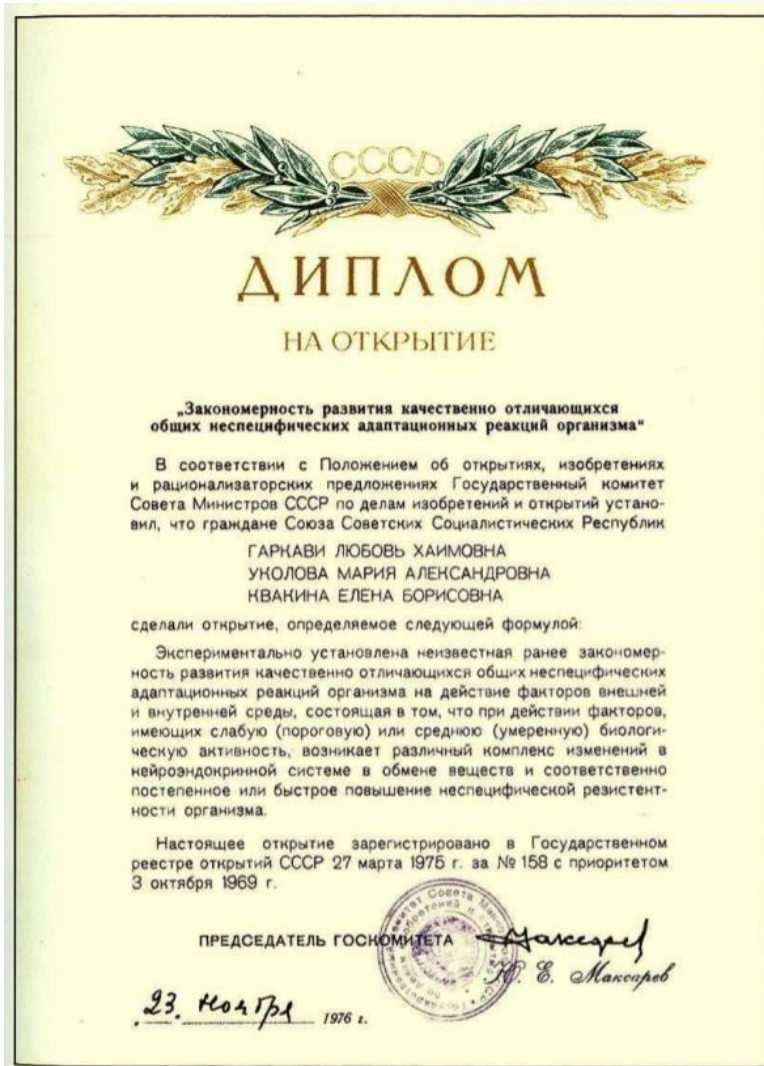 СССР
ДИПЛОМ
НА ОТКРЫТИЕ
„Закономерность развития качественно отличающихся
общих неспецифических адаптационных реакций организма“
В соответствии с Положением об открытиях, изобретениях
и рационализаторских предложениях Государственный комитет
Совета Министров СССР по делам изобретений и открытий устано-
вил, что граждане Союза Советских Социалистических Республик
ГАРКАВИ ЛЮБОВЬ ХАИМОВНА
УКОЛОВА МАРИЯ АЛЕКСАНДРОВНА
КВАКИНА ЕЛЕНА БОРИСОВНА
сделали открытие, определяемое следующей формулой:
Экспериментально установлена неизвестная ранее закономер-
ность развития качественно отличающихся общих неспецифических
адаптационных реакций организма на действие факторов внешней
и внутренней среды, состоящая в том, что при действии факторов,
имеющих слабую (пороговую) или среднюю (умеренную) биологи-
ческую активность, возникает различный комплекс изменений в
нейроэндокринной системе в обмене веществ и соответственно
постепенное или быстрое повышение неспецифической резистент-
ности организма.
Настоящее открытие зарегистрировано в Государственном
реестре открытий СССР 27 марта 1975 г. за № 158 с приоритетом
3 октября 1969 г.
ПРЕДСЕДАТЕЛЬ ГОСКОМИТЕТА
Ю. Е. Максарев
23. ноября 1976 г.